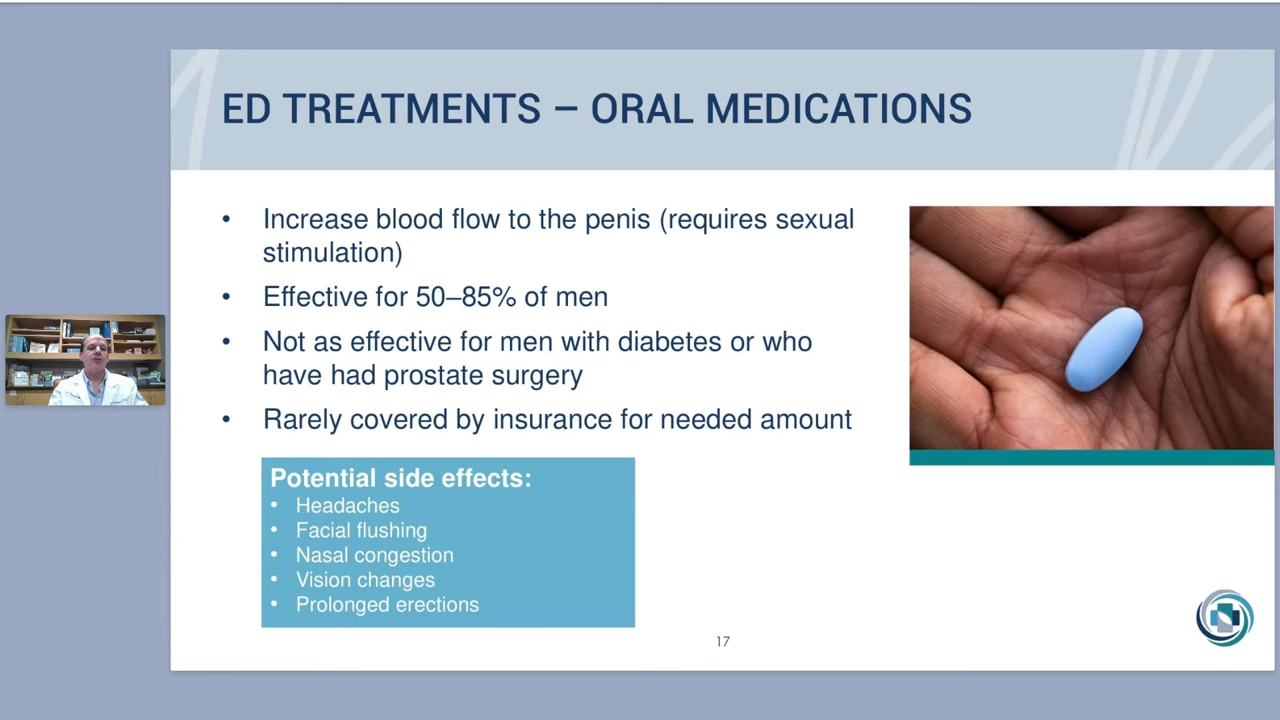 ED TREATMENTS – ORAL MEDICATIONS
• Increase blood flow to the penis (requires sexual
stimulation)
• Effective for 50–85% of men
• Not as effective for men with diabetes or who
have had prostate surgery
• Rarely covered by insurance for needed amount
Potential side effects:
• Headaches
• Facial flushing
• Nasal congestion
• Vision changes
• Prolonged erections
17